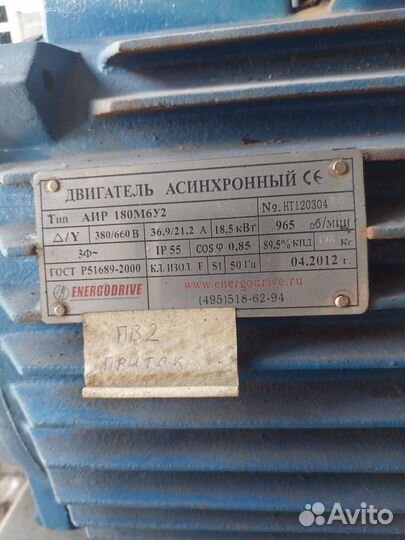 ДВИГАТЕЛЬ АСИНХРОННЫЙ CE
Тип АИР 180М6У2 No. НТ120304
Δ/Y 380/660 В 36,9/21,2 А 18,5 кВт 965 об/мин
3Ф~ IP 55 cos φ 0,85 89,5% КПД Кг
ГОСТ Р51689-2000 КЛ.ИЗОЛ. F S1 50 Гц 04.2012 г.
ENERGODRIVE www.energodrive.ru
(495)518-62-94
ПВ2
ПРИТОК
Avito